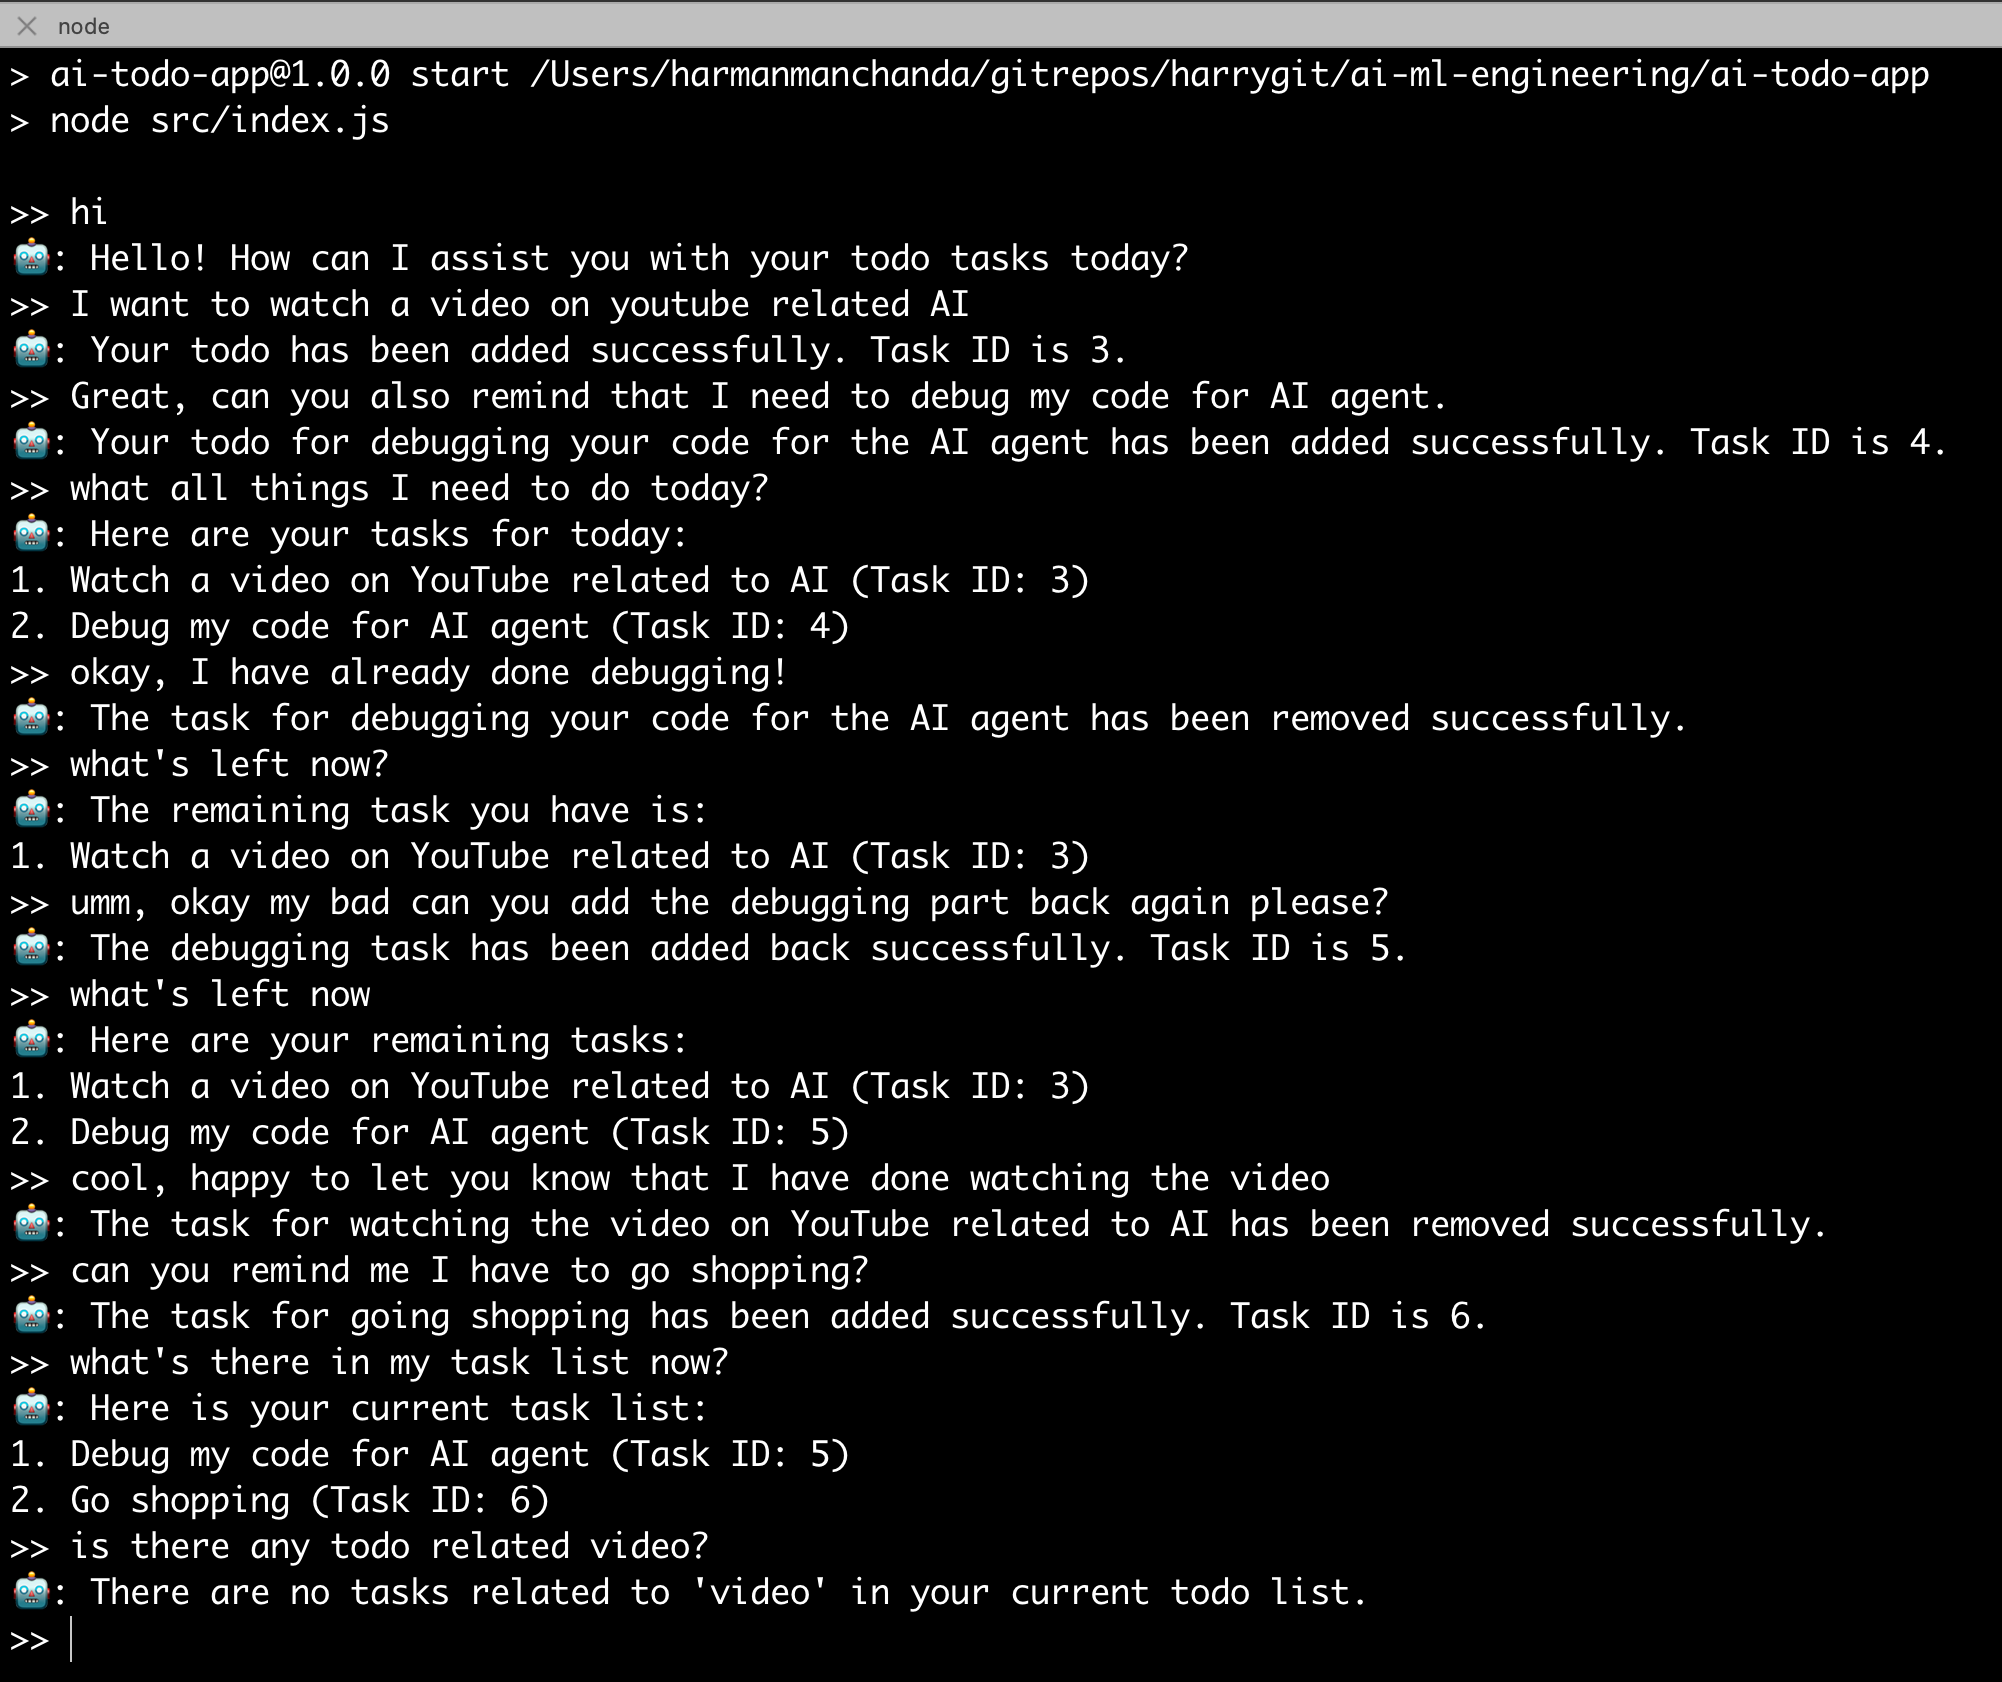 node
> ai-todo-app@1.0.0 start /Users/harmanmanchanda/gitrepos/harrygit/ai-ml-engineering/ai-todo-app
> node src/index.js
>> hi
🤖: Hello! How can I assist you with your todo tasks today?
>> I want to watch a video on youtube related AI
🤖: Your todo has been added successfully. Task ID is 3.
>> Great, can you also remind that I need to debug my code for AI agent.
🤖: Your todo for debugging your code for the AI agent has been added successfully. Task ID is 4.
>> what all things I need to do today?
🤖: Here are your tasks for today:
1. Watch a video on YouTube related to AI (Task ID: 3)
2. Debug my code for AI agent (Task ID: 4)
>> okay, I have already done debugging!
🤖: The task for debugging your code for the AI agent has been removed successfully.
>> what's left now?
🤖: The remaining task you have is:
1. Watch a video on YouTube related to AI (Task ID: 3)
>> umm, okay my bad can you add the debugging part back again please?
🤖: The debugging task has been added back successfully. Task ID is 5.
>> what's left now
🤖: Here are your remaining tasks:
1. Watch a video on YouTube related to AI (Task ID: 3)
2. Debug my code for AI agent (Task ID: 5)
>> cool, happy to let you know that I have done watching the video
🤖: The task for watching the video on YouTube related to AI has been removed successfully.
>> can you remind me I have to go shopping?
🤖: The task for going shopping has been added successfully. Task ID is 6.
>> what's there in my task list now?
🤖: Here is your current task list:
1. Debug my code for AI agent (Task ID: 5)
2. Go shopping (Task ID: 6)
>> is there any todo related video?
🤖: There are no tasks related to 'video' in your current todo list.
>>